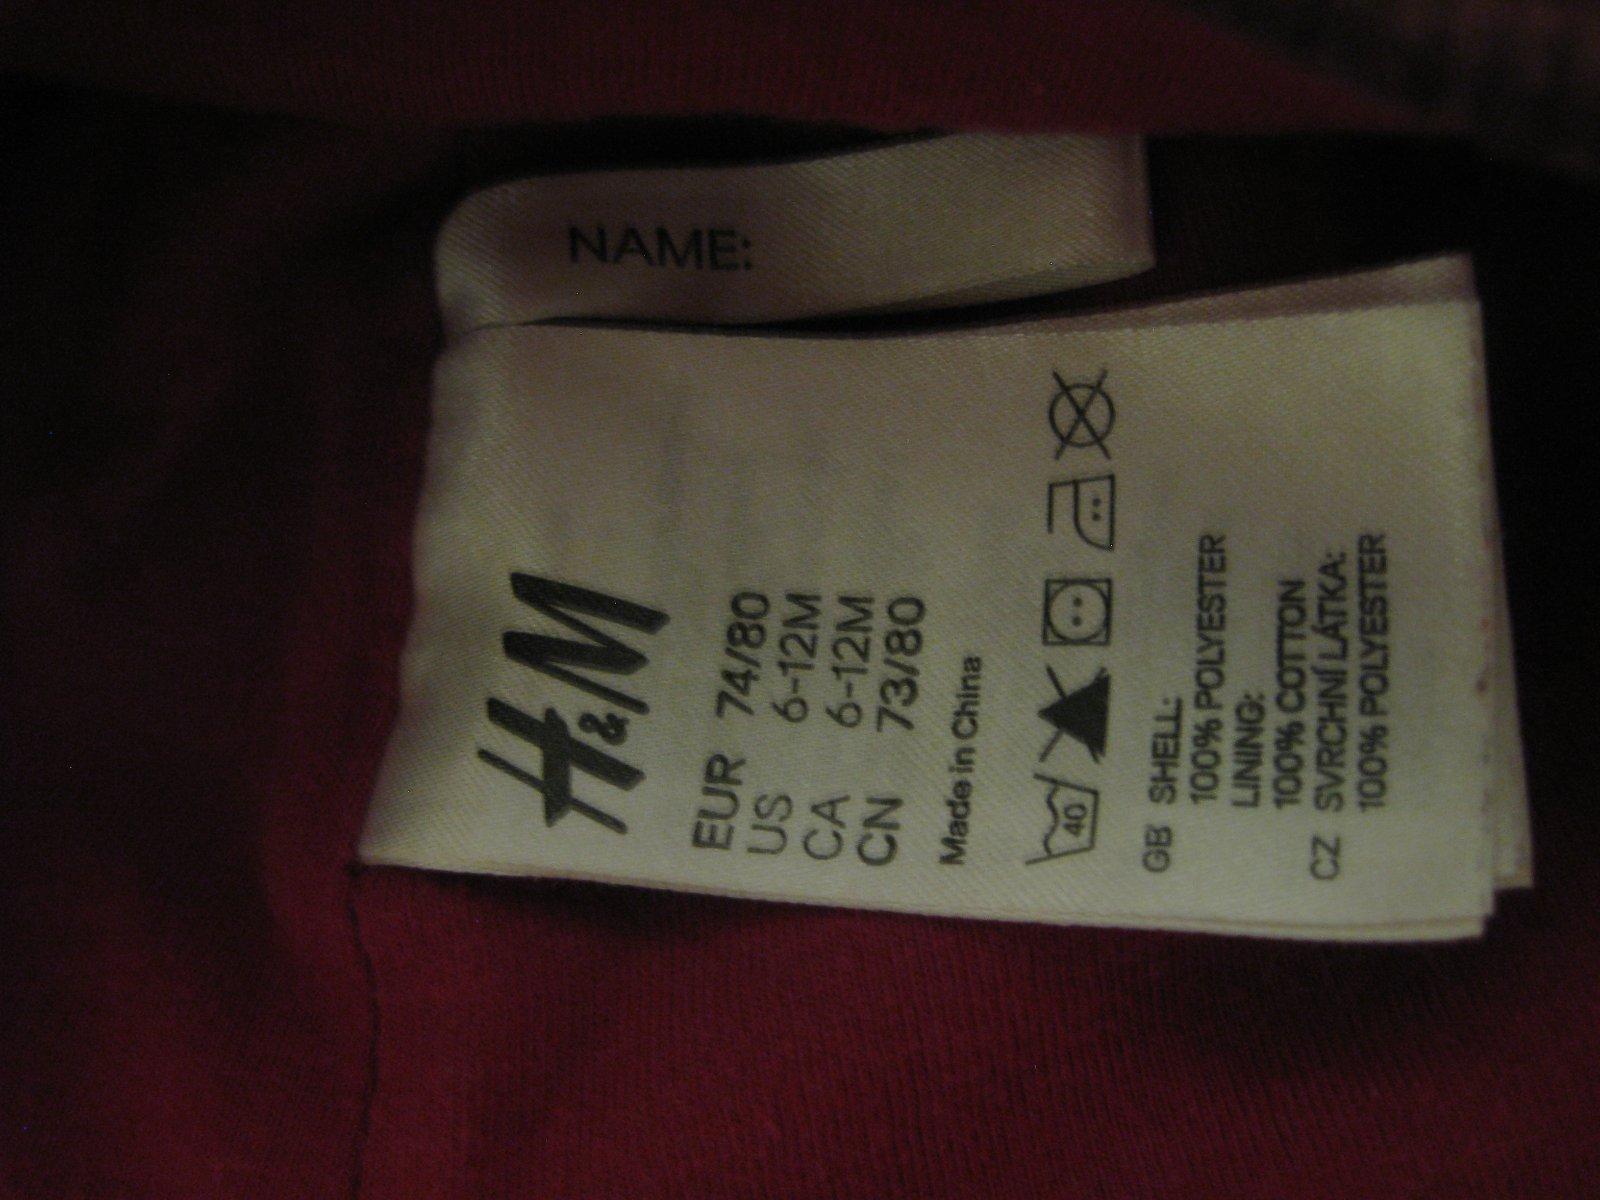 NAME:
H&M
EUR 74/80
US 6-12M
CA 6-12M
CN 73/80
Made in China
40
GB SHELL:
100% POLYESTER
LINING:
100% COTTON
CZ SVRCHNÍ LÁTKA:
100% POLYESTER